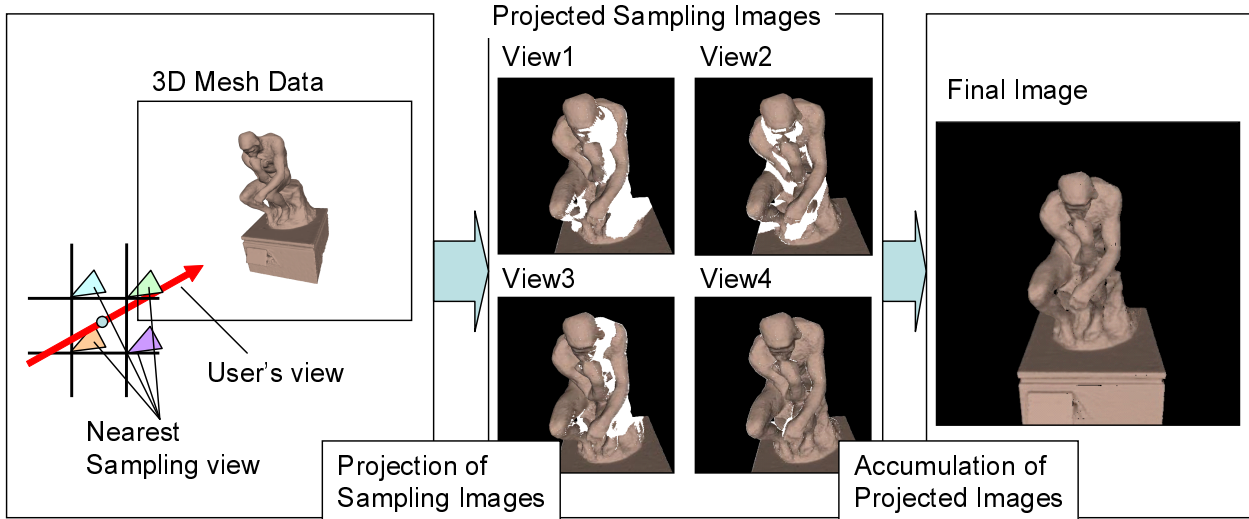 Projected Sampling Images
3D Mesh Data
View1
View2
Final Image
View3
View4
User's view
Nearest
Sampling view
Projection of
Sampling Images
Accumulation of
Projected Images